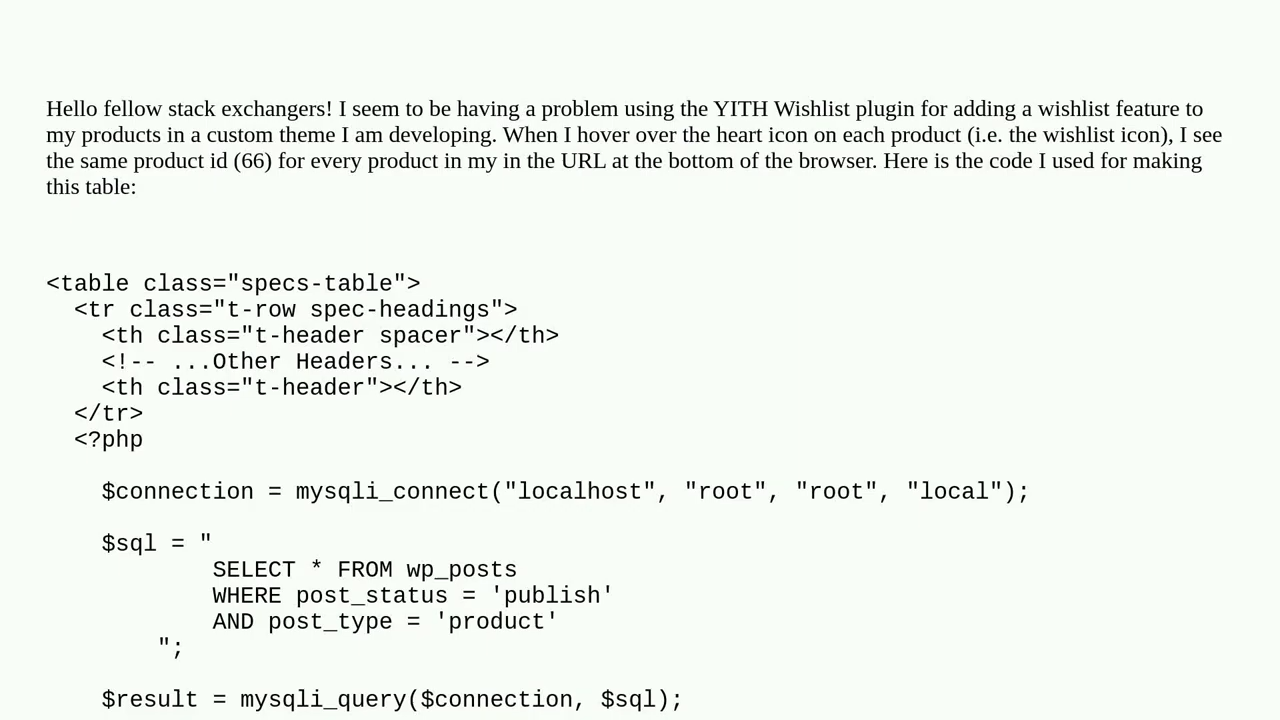 Hello fellow stack exchangers! I seem to be having a problem using the YITH Wishlist plugin for adding a wishlist feature to
my products in a custom theme I am developing. When I hover over the heart icon on each product (i.e. the wishlist icon), I see
the same product id (66) for every product in my in the URL at the bottom of the browser. Here is the code I used for making
this table:
<table class="specs-table">
  <tr class="t-row spec-headings">
    <th class="t-header spacer"></th>
    <!-- ...Other Headers... -->
    <th class="t-header"></th>
  </tr>
  <?php
    $connection = mysqli_connect("localhost", "root", "root", "local");
    $sql = "
            SELECT * FROM wp_posts
            WHERE post_status = 'publish'
            AND post_type = 'product'
        ";
    $result = mysqli_query($connection, $sql);